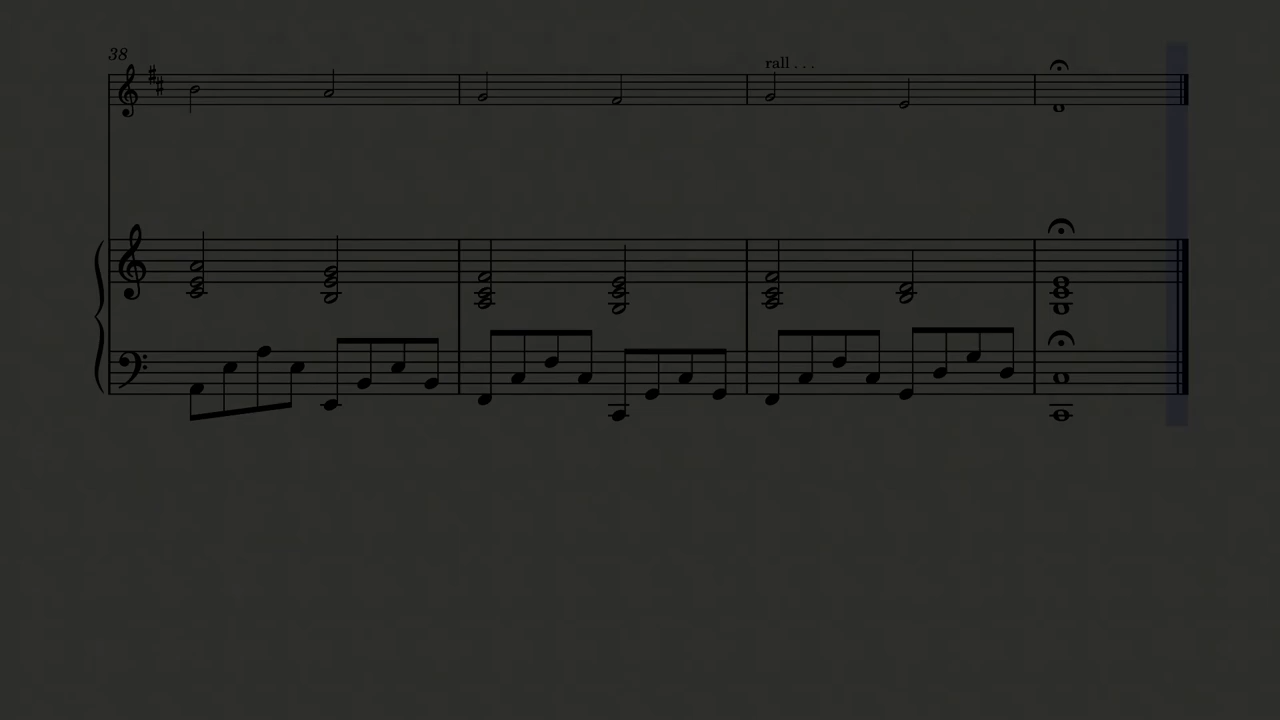 38
rall . . .